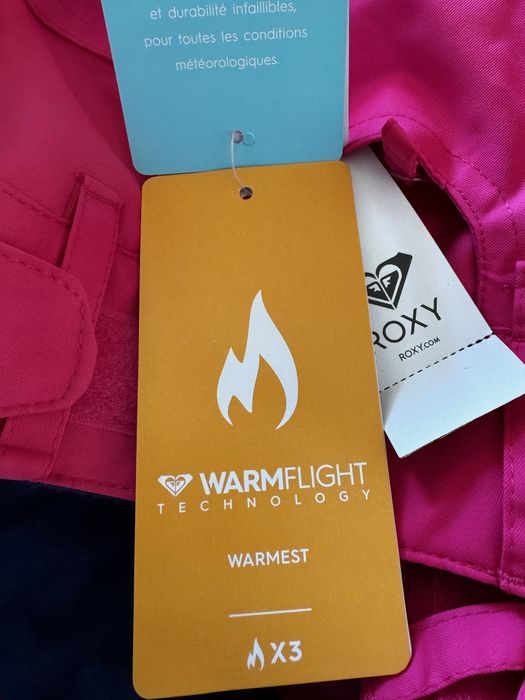 et durabilité infaillibles,
pour toutes les conditions
météorologiques.
ROXY
ROXY.COM
WARMFLIGHT
TECHNOLOGY
WARMEST
X3